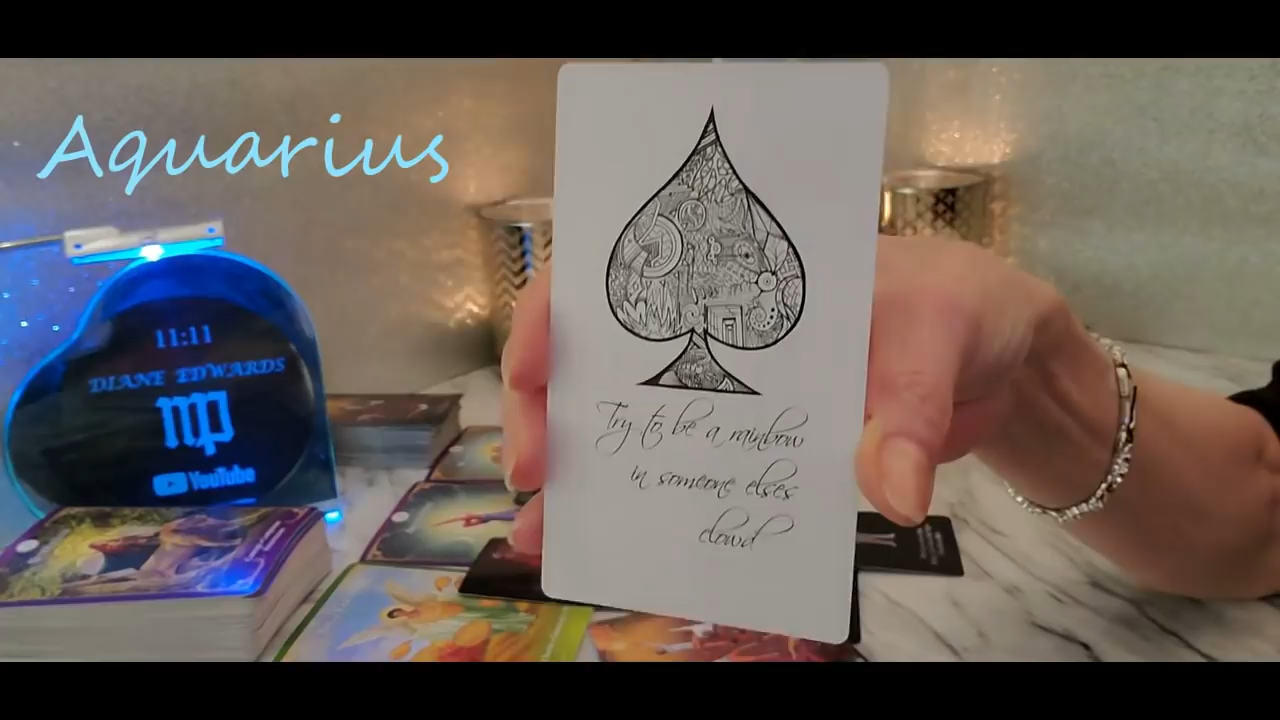 Aquarius
11:11
DIANE EDWARDS
YouTube
Try to be a rainbow
in someone elses
cloud